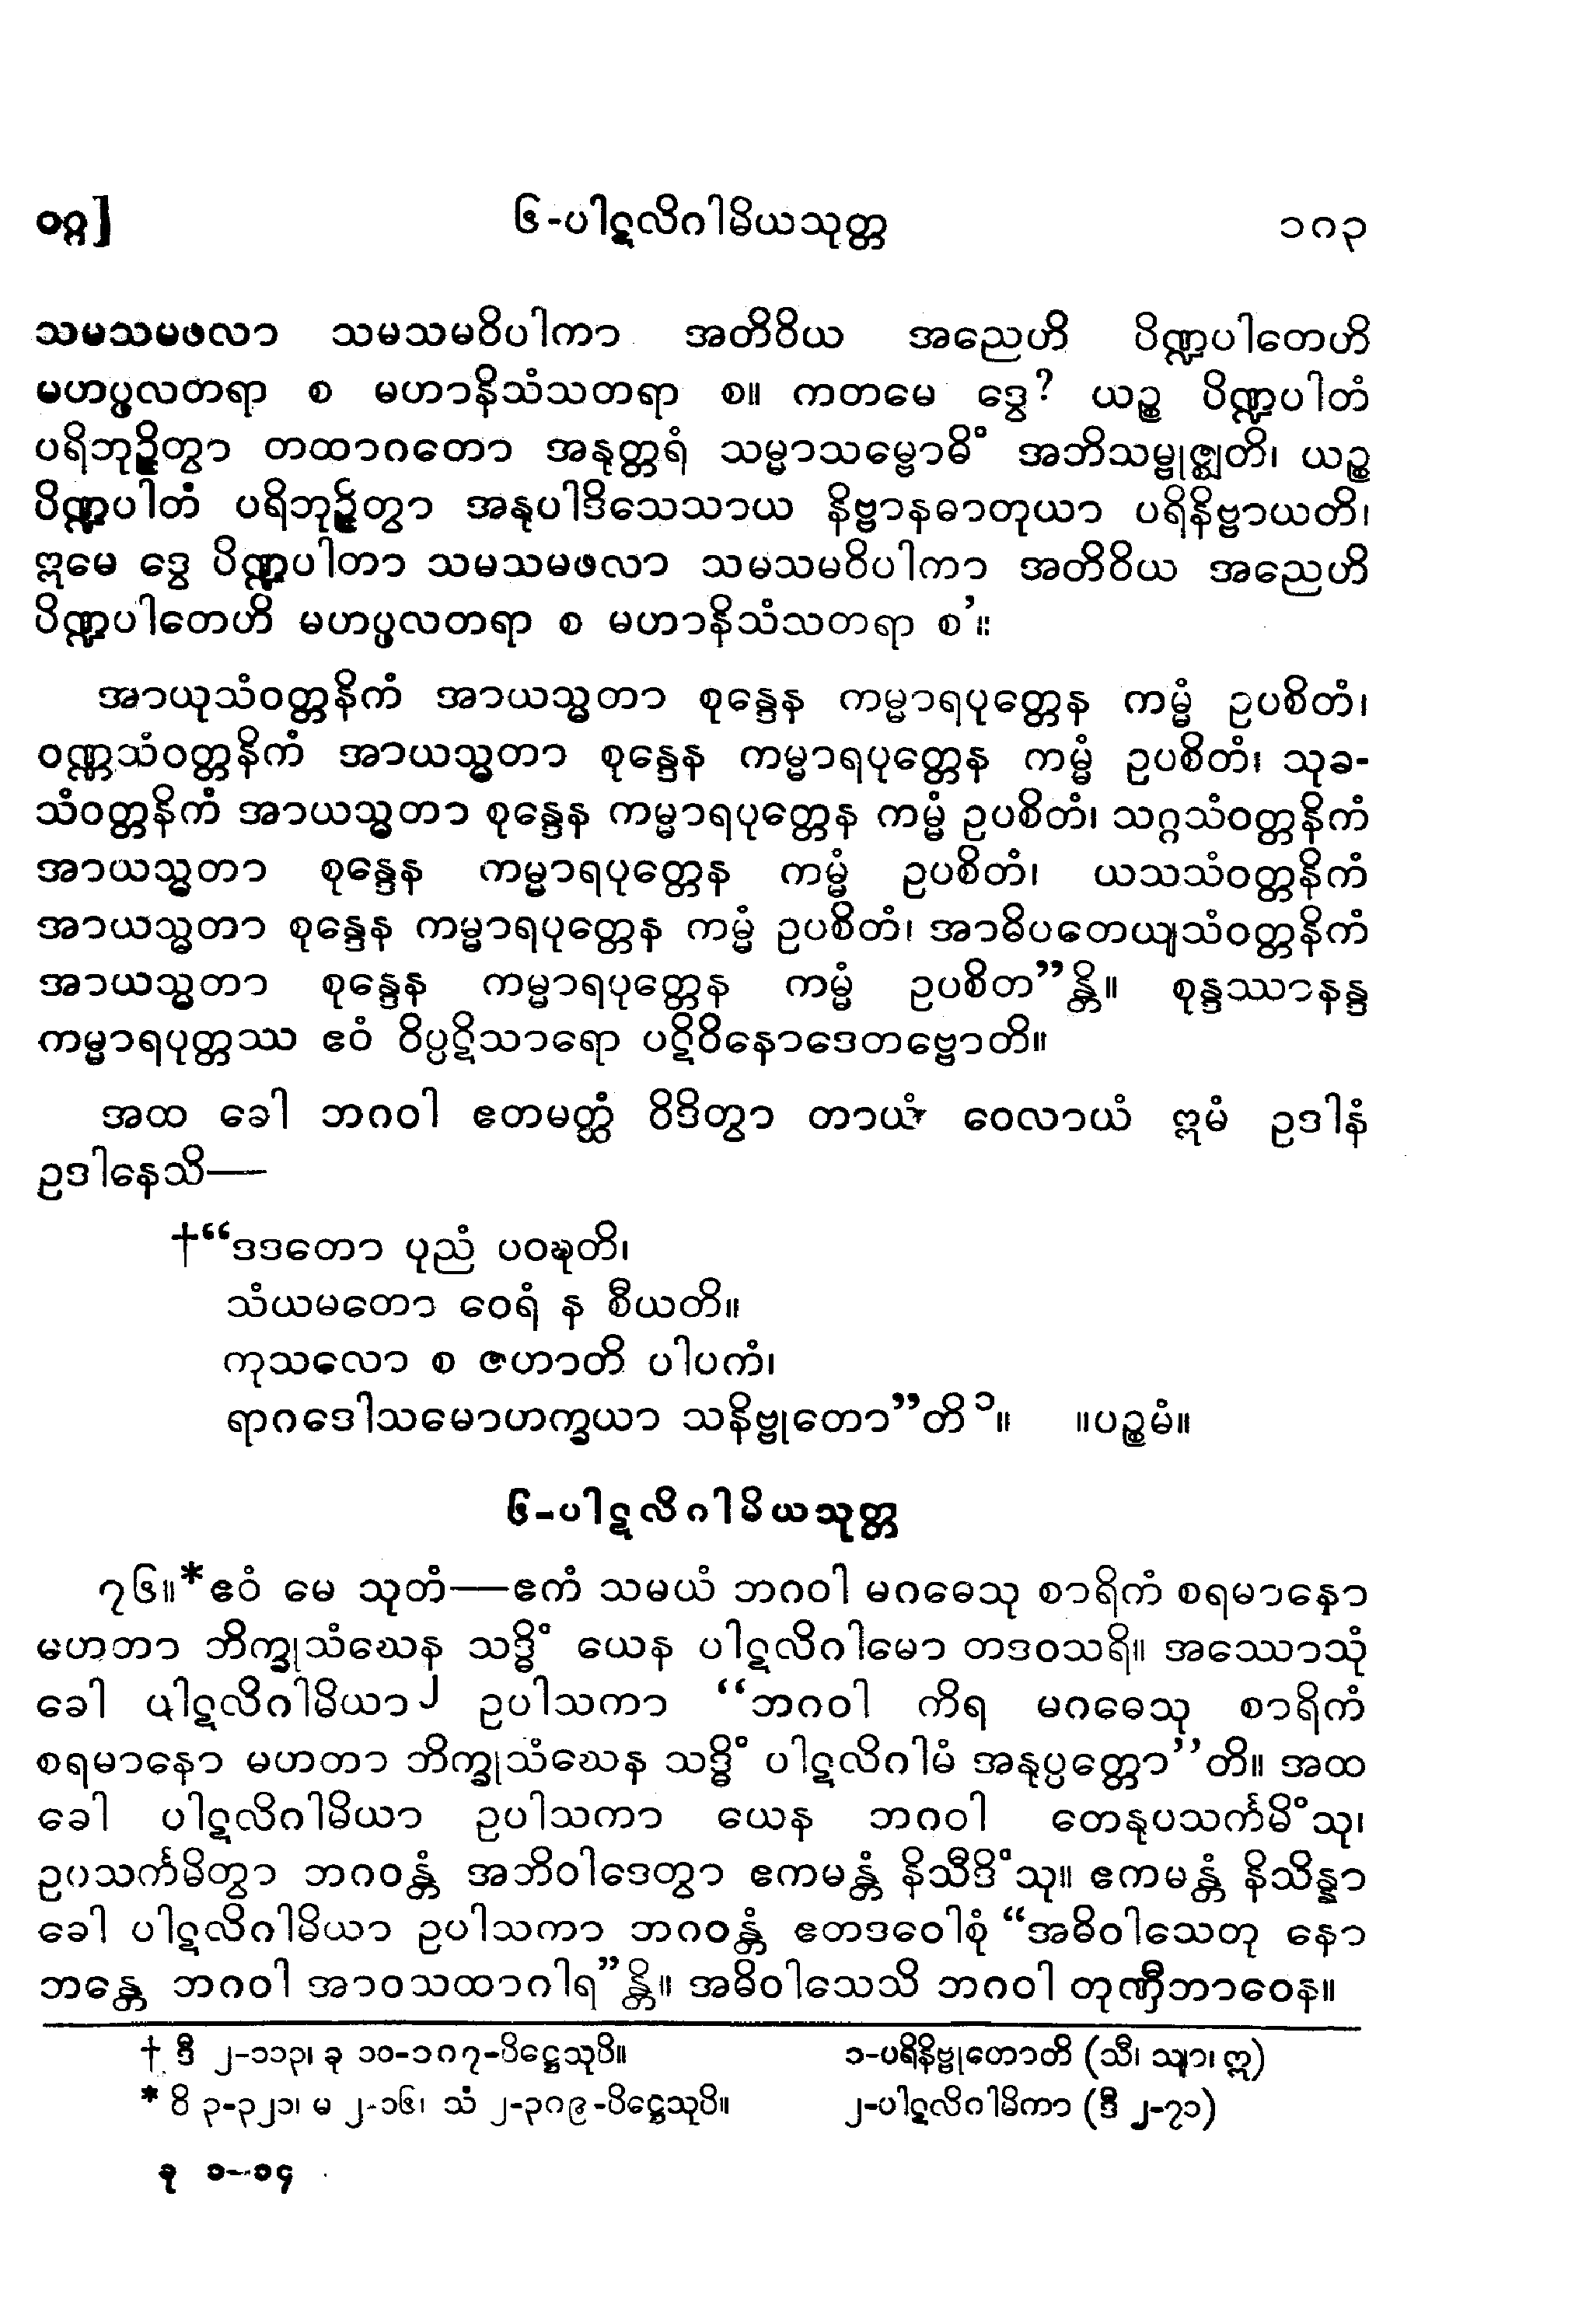 ဝဂ္ဂ] ၆-ပါဋလိဂါမိယသုတ္တ ၁၈၃
သမသမဖလာ သမသမဝိပါကာ အတိဝိယ အညေဟိ ပိဏ္ဍပါတေဟိ
မဟပ္ဖလတရာ စ မဟာနိသံသတရာ စ။ ကတမေ ဒွေ? ယဉ္စ ပိဏ္ဍပါတံ
ပရိဘုဉ္ဇိတွာ တထာဂတော အနုတ္တရံ သမ္မာသမ္ဗောဓိံ အဘိသမ္ဗုဇ္ဈတိ၊ ယဉ္စ
ပိဏ္ဍပါတံ ပရိဘုဉ္ဇိတွာ အနုပါဒိသေသာယ နိဗ္ဗာနဓာတုယာ ပရိနိဗ္ဗာယတိ၊
ဣမေ ဒွေ ပိဏ္ဍပါတာ သမသမဖလာ သမသမဝိပါကာ အတိဝိယ အညေဟိ
ပိဏ္ဍပါတေဟိ မဟပ္ဖလတရာ စ မဟာနိသံသတရာ စ’။
အာယုသံဝတ္တနိကံ အာယသ္မတာ စုန္ဒေန ကမ္မာရပုတ္တေန ကမ္မံ ဥပစိတံ၊
ဝဏ္ဏသံဝတ္တနိကံ အာယသ္မတာ စုန္ဒေန ကမ္မာရပုတ္တေန ကမ္မံ ဥပစိတံ၊ သုခ-
သံဝတ္တနိကံ အာယသ္မတာ စုန္ဒေန ကမ္မာရပုတ္တေန ကမ္မံ ဥပစိတံ၊ သဂ္ဂသံဝတ္တနိကံ
အာယသ္မတာ စုန္ဒေန ကမ္မာရပုတ္တေန ကမ္မံ ဥပစိတံ၊ ယသသံဝတ္တနိကံ
အာယသ္မတာ စုန္ဒေန ကမ္မာရပုတ္တေန ကမ္မံ ဥပစိတံ၊ အာဓိပတေယျသံဝတ္တနိကံ
အာယသ္မတာ စုန္ဒေန ကမ္မာရပုတ္တေန ကမ္မံ ဥပစိတ”န္တိ။ စုန္ဒဿာနန္ဒ
ကမ္မာရပုတ္တဿ ဧဝံ ဝိပ္ပဋိသာရော ပဋိဝိနောဒေတဗ္ဗောတိ။
အထ ခေါ ဘဂဝါ ဧတမတ္ထံ ဝိဒိတွာ တာယံ ဝေလာယံ ဣမံ ဥဒါနံ
ဥဒါနေသိ—
†“ဒဒတော ပုညံ ပဝဍ္ဎတိ၊
သံယမတော ဝေရံ န စီယတိ။
ကုသလော စ ဇဟာတိ ပါပကံ၊
ရာဂဒေါသမောဟက္ခယာ သနိဗ္ဗုတော”တိ ၁။ ။ပဉ္စမံ။
၆-ပါဋလိဂါမိယသုတ္တ
၇၆။*ဧဝံ မေ သုတံ—ဧကံ သမယံ ဘဂဝါ မဂဓေသု စာရိကံ စရမာနော
မဟတာ ဘိက္ခုသံဃေန သဒ္ဓိံ ယေန ပါဋလိဂါမော တဒဝသရိ။ အဿောသုံ
ခေါ ပါဋလိဂါမိယာ၂ ဥပါသကာ “ဘဂဝါ ကိရ မဂဓေသု စာရိကံ
စရမာနော မဟတာ ဘိက္ခုသံဃေန သဒ္ဓိံ ပါဋလိဂါမံ အနုပ္ပတ္တော”တိ။ အထ
ခေါ ပါဋလိဂါမိယာ ဥပါသကာ ယေန ဘဂဝါ တေနုပသင်္ကမိံသု၊
ဥပသင်္ကမိတွာ ဘဂဝန္တံ အဘိဝါဒေတွာ ဧကမန္တံ နိသီဒိံသု။ ဧကမန္တံ နိသိန္နာ
ခေါ ပါဋလိဂါမိယာ ဥပါသကာ ဘဂဝန္တံ ဧတဒဝေါစုံ “အဓိဝါသေတု နော
ဘန္တေ ဘဂဝါ အာဝသထာဂါရ”န္တိ။ အဓိဝါသေသိ ဘဂဝါ တုဏှီဘာဝေန။
† ဒီ ၂-၁၁၃၊ ခု ၁၀-၁၈၇-ပိဋ္ဌေသုပိ။ ၁-ပရိနိဗ္ဗုတောတိ (သီ၊ သျာ၊ ဣ)
* ဝိ ၃-၃၂၁၊ မ ၂-၁၆၊ သံ ၂-၃၈၉-ပိဋ္ဌေသုပိ။ ၂-ပါဋလိဂါမိကာ (ဒီ ၂-၇၁)
ခု ၁-၁၄